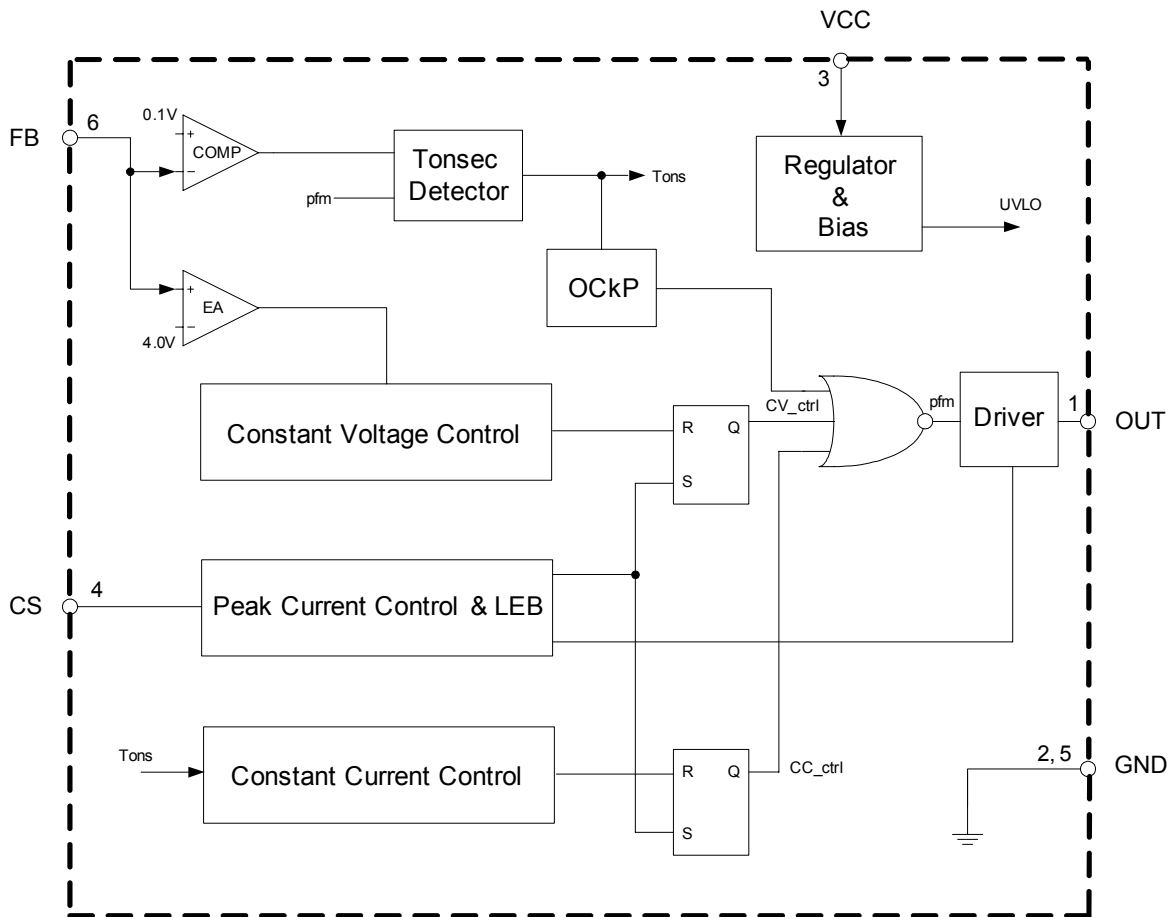 VCC
3
FB
6
0.1V
+
COMP
−
Tonsec
Detector
pfm
Tons
Regulator
&
Bias
UVLO
+
EA
−
4.0V
OCkP
Constant Voltage Control
R
Q
S
CV_ctrl
pfm
Driver
1
OUT
CS
4
Peak Current Control & LEB
Tons
Constant Current Control
R
Q
S
CC_ctrl
2, 5
GND